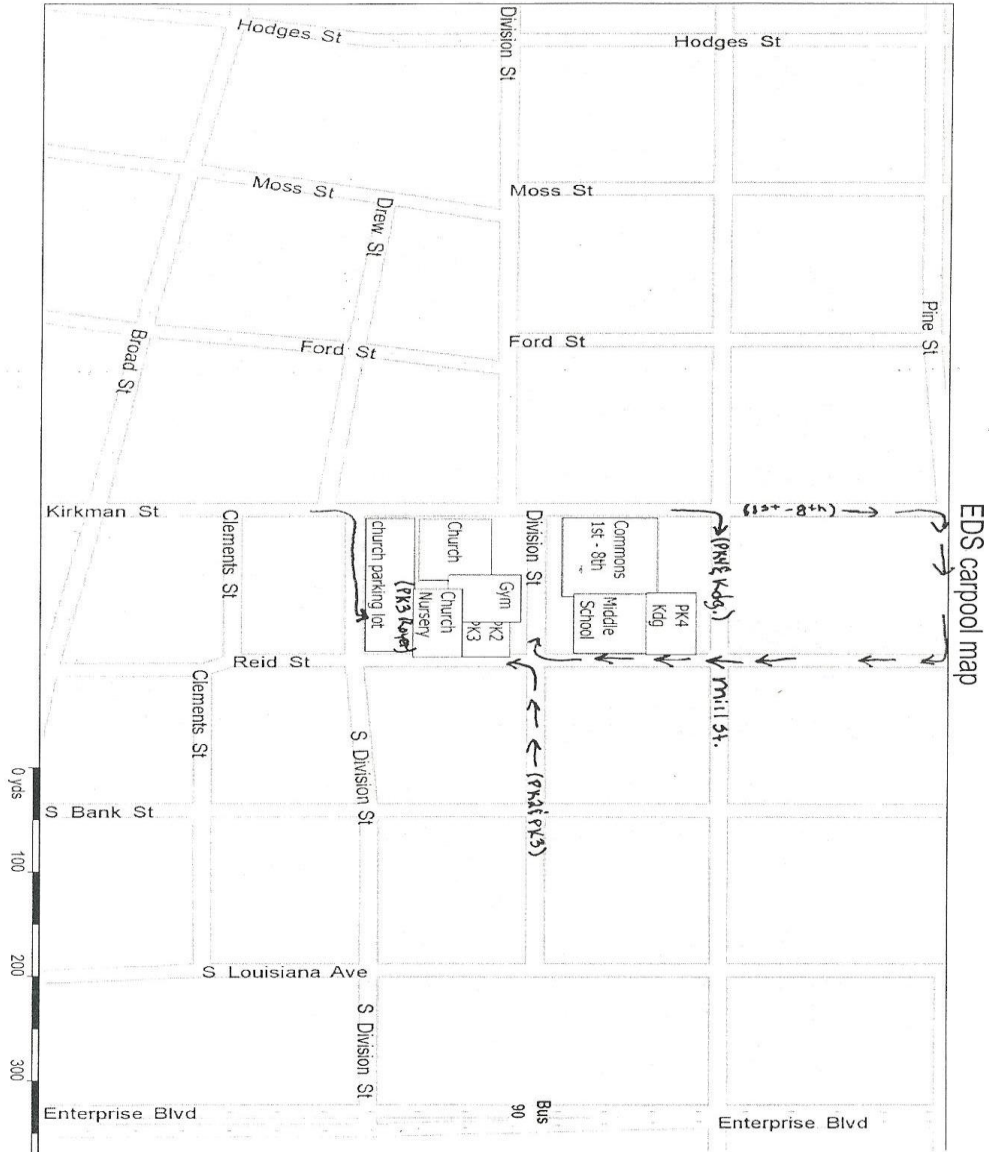 EDS carpool map
Hodges St
Division St
Hodges St
Moss St
Moss St
Drew St
Pine St
Broad St
Ford St
Ford St
Kirkman St
(1st - 8th)
Clements St
church parking lot
(PK3 Royer)
Church
Gym
Church
Nursery
PK2
PK3
Division St
Commons
1st - 8th
Middle
School
PK4
Kdg
(PK4 & Kdg.)
Reid St
Mill St.
Clements St
S Division St
(PK2 & PK3)
S Bank St
S Louisiana Ave
S Division St
Enterprise Blvd
Bus
90
Enterprise Blvd
0 yds
100
200
300